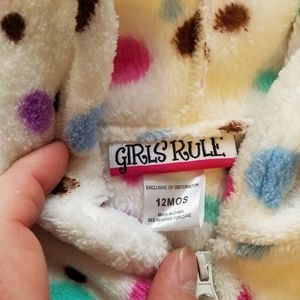 GIRLS RULE
EXCLUSIVE OF DECORATION
12MOS
MADE IN CHINA
SEE REVERSE FOR CARE